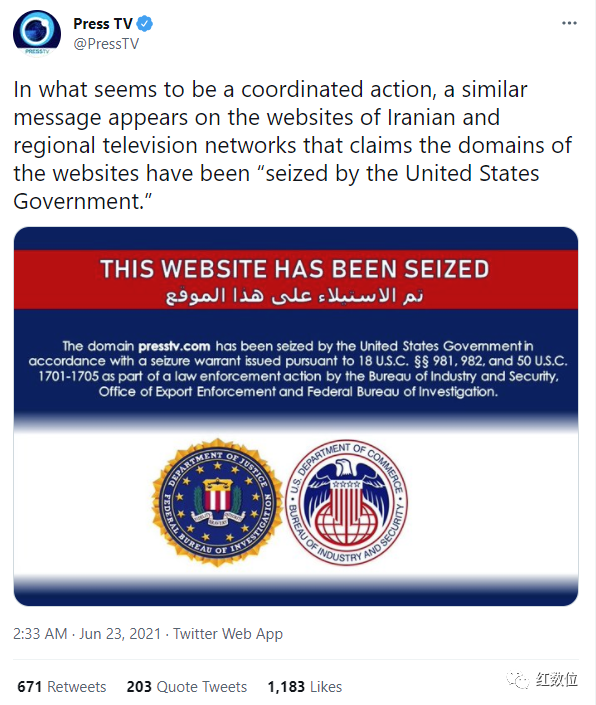 Press TV
@PressTV
In what seems to be a coordinated action, a similar
message appears on the websites of Iranian and
regional television networks that claims the domains of
the websites have been “seized by the United States
Government.”
THIS WEBSITE HAS BEEN SEIZED
تم الاستيلاء على هذا الموقع
The domain presstv.com has been seized by the United States Government in
accordance with a seizure warrant issued pursuant to 18 U.S.C. §§ 981, 982, and 50 U.S.C.
1701-1705 as part of a law enforcement action by the Bureau of Industry and Security,
Office of Export Enforcement and Federal Bureau of Investigation.
DEPARTMENT OF JUSTICE
FEDERAL BUREAU OF INVESTIGATION
U.S. DEPARTMENT OF COMMERCE
BUREAU OF INDUSTRY AND SECURITY
2:33 AM · Jun 23, 2021 · Twitter Web App
671 Retweets 203 Quote Tweets 1,183 Likes
红数位